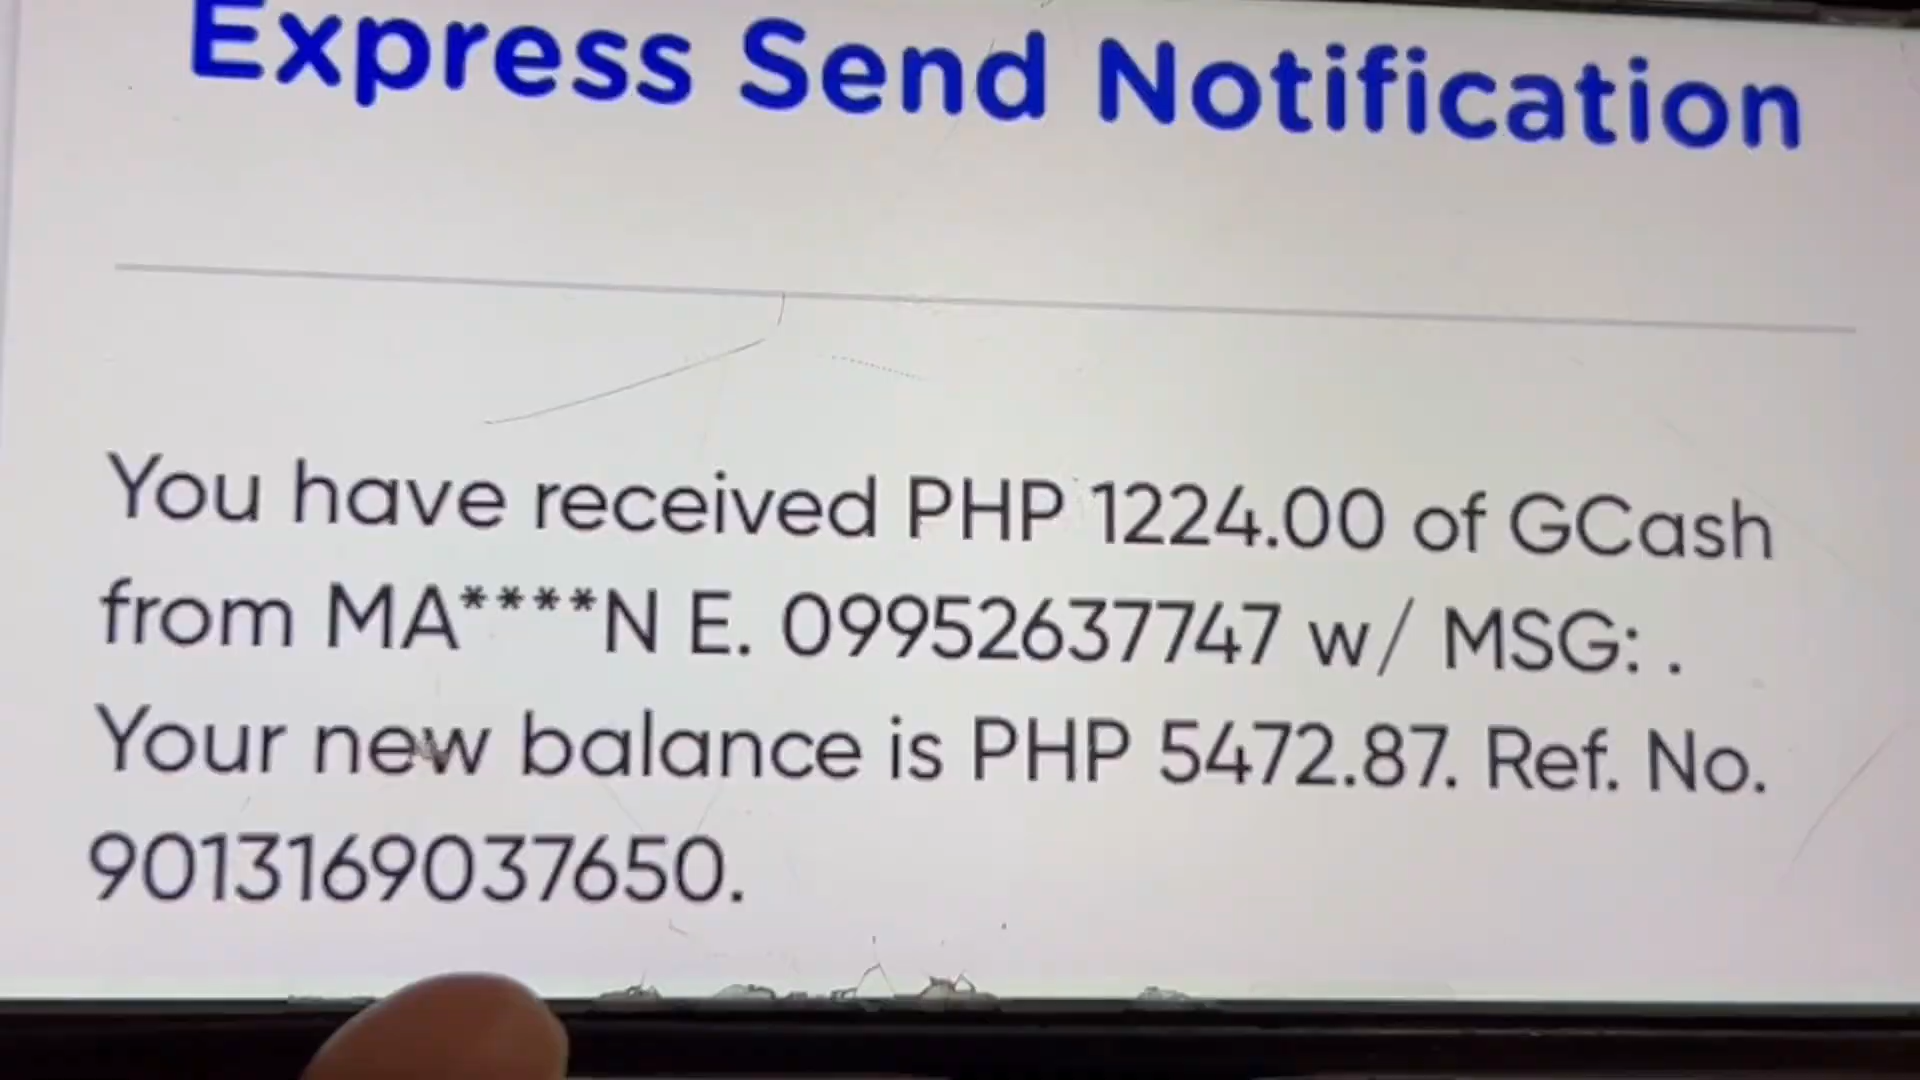 Express Send Notification
You have received PHP 1224.00 of GCash
from MA****N E. 09952637747 w/ MSG: .
Your new balance is PHP 5472.87. Ref. No.
9013169037650.